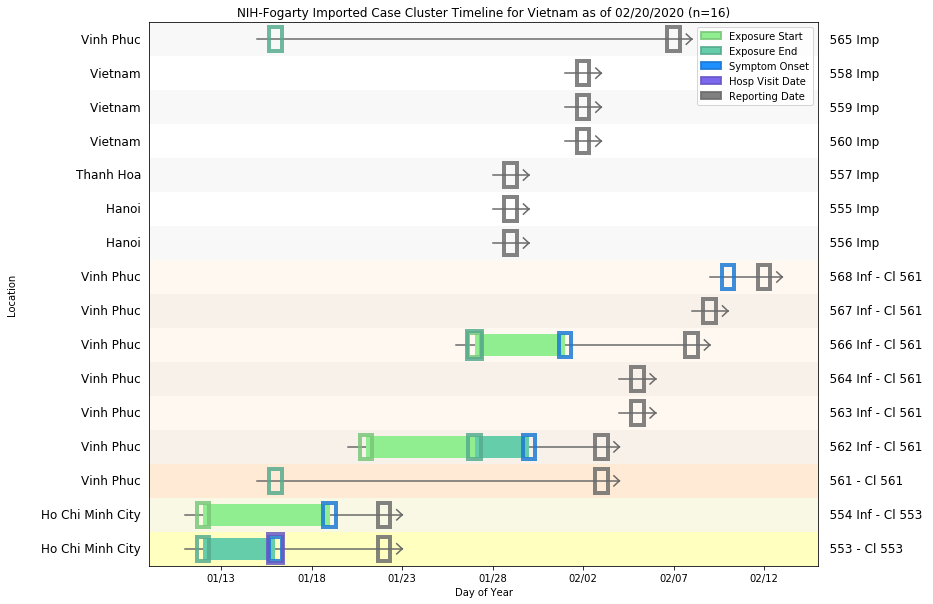 NIH-Fogarty Imported Case Cluster Timeline for Vietnam as of 02/20/2020 (n=16)
Vinh Phuc 565 Imp
Vietnam 558 Imp
Vietnam 559 Imp
Vietnam 560 Imp
Thanh Hoa 557 Imp
Hanoi 555 Imp
Hanoi 556 Imp
Vinh Phuc 568 Inf - Cl 561
Vinh Phuc 567 Inf - Cl 561
Vinh Phuc 566 Inf - Cl 561
Vinh Phuc 564 Inf - Cl 561
Vinh Phuc 563 Inf - Cl 561
Vinh Phuc 562 Inf - Cl 561
Vinh Phuc 561 - Cl 561
Ho Chi Minh City 554 Inf - Cl 553
Ho Chi Minh City 553 - Cl 553
Exposure Start
Exposure End
Symptom Onset
Hosp Visit Date
Reporting Date
Location
01/13 01/18 01/23 01/28 02/02 02/07 02/12
Day of Year